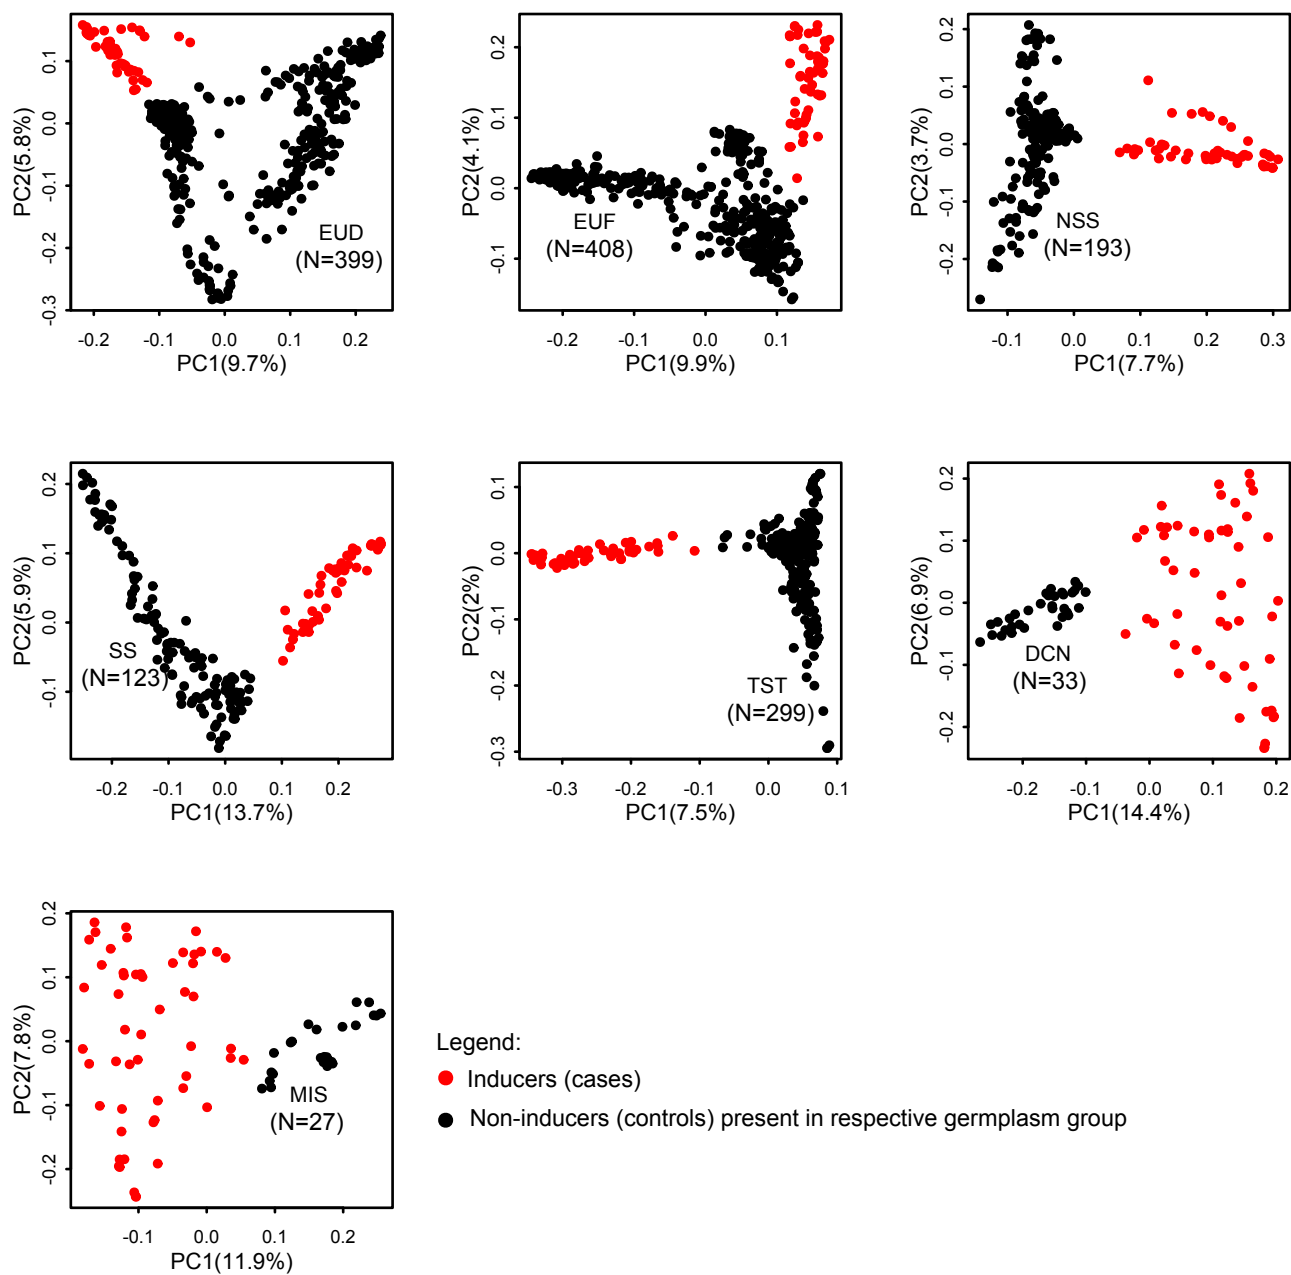 0.1
0.0
-0.1
-0.2
-0.3
PC2(5.8%)
EUD
(N=399)
-0.2 -0.1 0.0 0.1 0.2
PC1(9.7%)
0.2
0.1
0.0
-0.1
PC2(4.1%)
EUF
(N=408)
-0.2 -0.1 0.0 0.1
PC1(9.9%)
0.2
0.1
0.0
-0.1
-0.2
PC2(3.7%)
NSS
(N=193)
-0.1 0.0 0.1 0.2 0.3
PC1(7.7%)
0.2
0.1
0.0
-0.1
PC2(5.9%)
SS
(N=123)
-0.2 -0.1 0.0 0.1 0.2
PC1(13.7%)
0.1
0.0
-0.1
-0.2
-0.3
PC2(2%)
TST
(N=299)
-0.3 -0.2 -0.1 0.0 0.1
PC1(7.5%)
0.2
0.1
0.0
-0.1
-0.2
PC2(6.9%)
DCN
(N=33)
-0.2 -0.1 0.0 0.1 0.2
PC1(14.4%)
0.2
0.1
0.0
-0.1
-0.2
PC2(7.8%)
MIS
(N=27)
-0.1 0.0 0.1 0.2
PC1(11.9%)
Legend:
Inducers (cases)
Non-inducers (controls) present in respective germplasm group